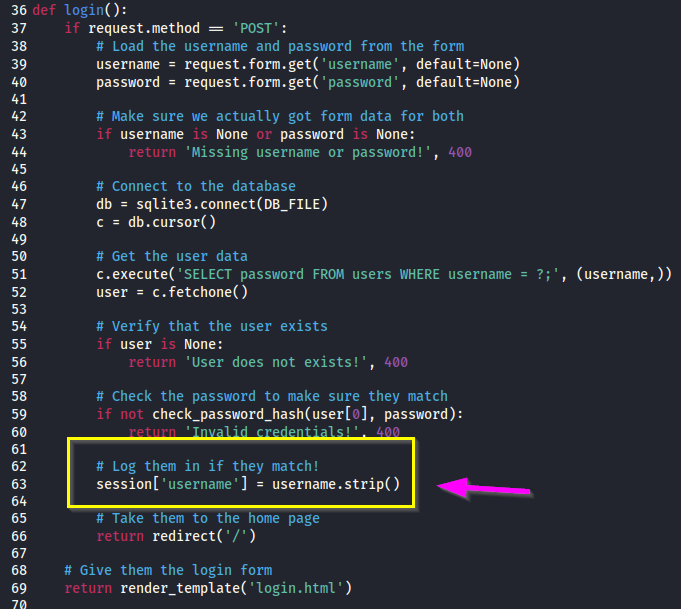 36 def login():
37     if request.method == 'POST':
38         # Load the username and password from the form
39         username = request.form.get('username', default=None)
40         password = request.form.get('password', default=None)
41
42         # Make sure we actually got form data for both
43         if username is None or password is None:
44             return 'Missing username or password!', 400
45
46         # Connect to the database
47         db = sqlite3.connect(DB_FILE)
48         c = db.cursor()
49
50         # Get the user data
51         c.execute('SELECT password FROM users WHERE username = ?;', (username,))
52         user = c.fetchone()
53
54         # Verify that the user exists
55         if user is None:
56             return 'User does not exists!', 400
57
58         # Check the password to make sure they match
59         if not check_password_hash(user[0], password):
60             return 'Invalid credentials!', 400
61
62         # Log them in if they match!
63         session['username'] = username.strip()
64
65         # Take them to the home page
66         return redirect('/')
67
68     # Give them the login form
69     return render_template('login.html')
70